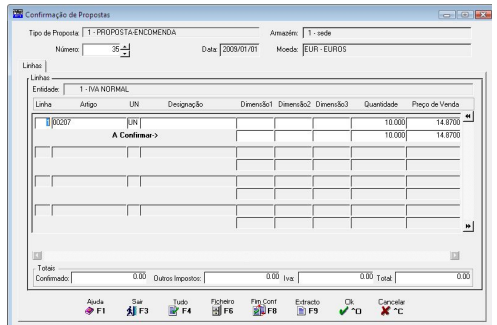 Confirmação de Propostas
Tipo de Proposta: 1 - PROPOSTA-ENCOMENDA Armazém: 1 - sede
Número: 35 Data: 2009/01/01 Moeda: EUR - EUROS
Linhas
Linhas
Entidade: 1 - IVA NORMAL
Linha Artigo UN Designação Dimensão1 Dimensão2 Dimensão3 Quantidade Preço de Venda
1 00207 UN 10.000 14.8700
A Confirmar-> 10.000 14.8700
Totais
Confirmado: 0.00 Outros Impostos: 0.00 Iva: 0.00 Total: 0.00
Ajuda Sair Tudo Ficheiro Fim Conf Extracto Ok Cancelar
F1 F3 F4 F6 F8 F9 ^O ^C